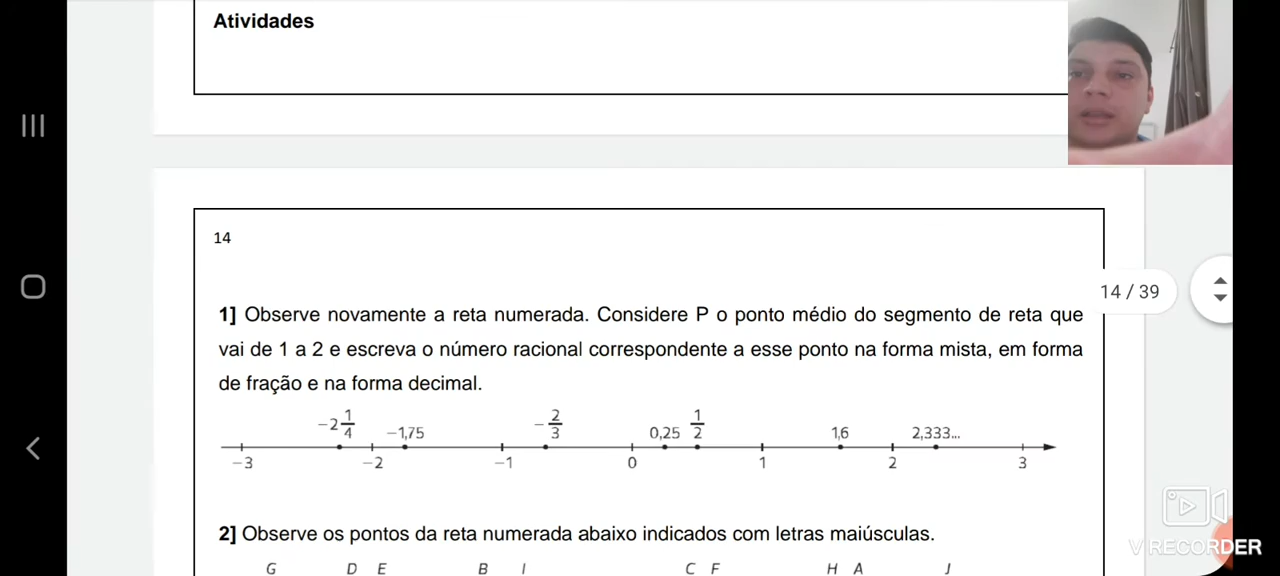 Atividades
14
14 / 39
1] Observe novamente a reta numerada. Considere P o ponto médio do segmento de reta que
vai de 1 a 2 e escreva o número racional correspondente a esse ponto na forma mista, em forma
de fração e na forma decimal.
−2 1/4 −1,75 − 2/3 0,25 1/2 1,6 2,333...
−3 −2 −1 0 1 2 3
2] Observe os pontos da reta numerada abaixo indicados com letras maiúsculas.
G D E B I C F H A J
V RECORDER